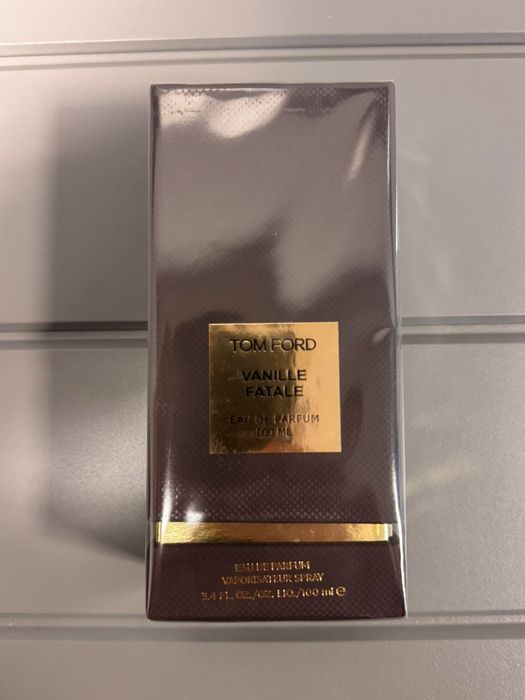 TOM FORD
VANILLE
FATALE
EAU DE PARFUM
100 ML
EAU DE PARFUM
VAPORISATEUR SPRAY
3.4 FL. OZ./OZ. LIQ./100 ml ℮